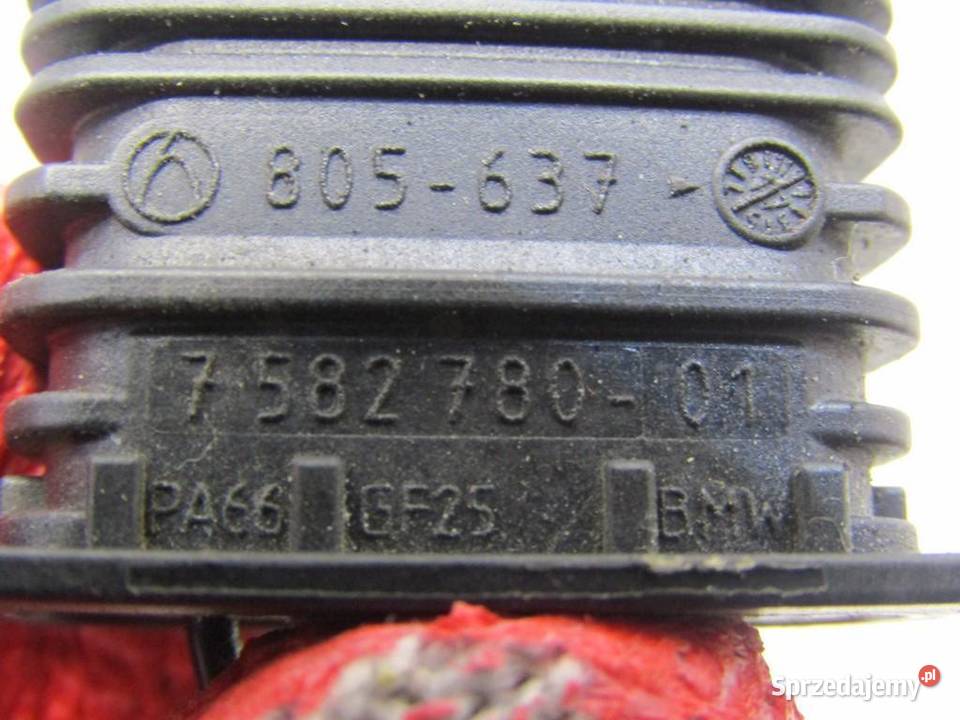 805-637
7 582 780-01
PA66 GF25 BMW
Sprzedajemy.pl